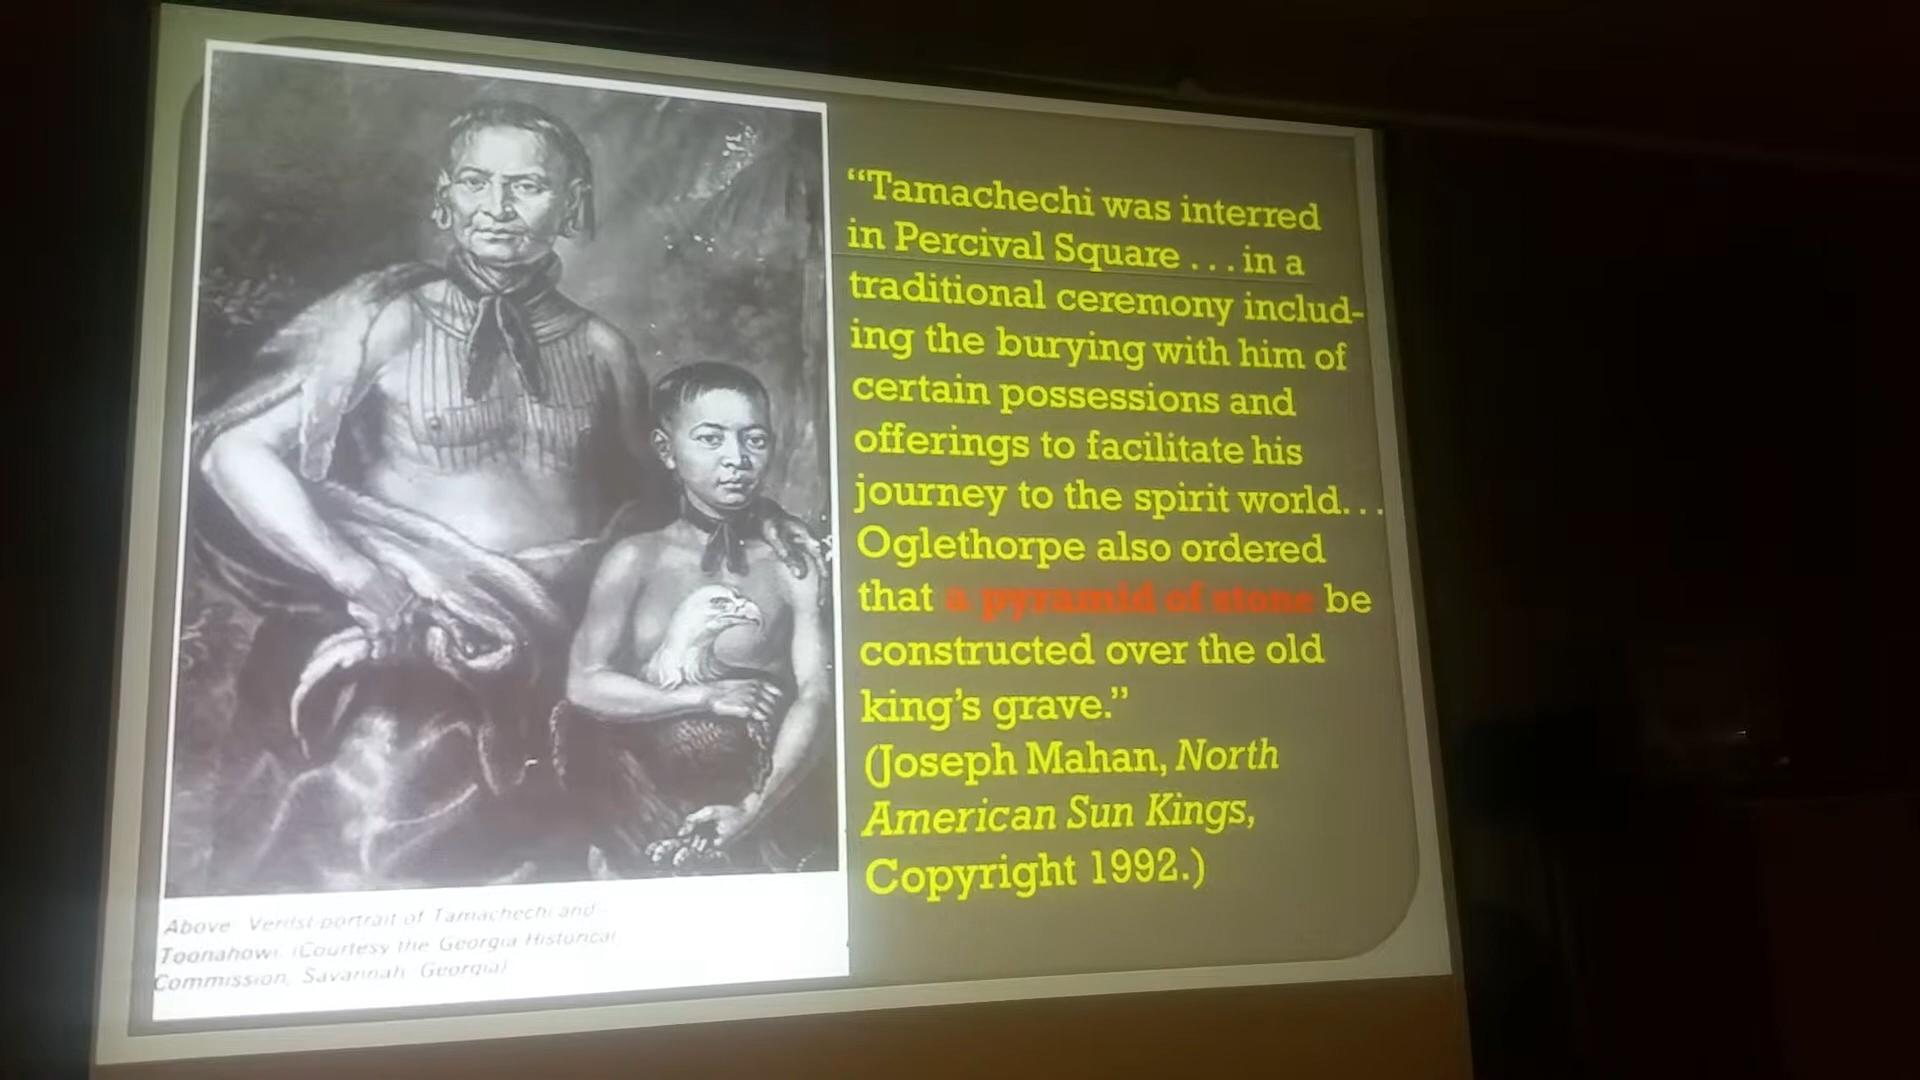 “Tamachechi was interred
in Percival Square . . . in a
traditional ceremony includ-
ing the burying with him of
certain possessions and
offerings to facilitate his
journey to the spirit world. . .
Oglethorpe also ordered
that a pyramid of stone be
constructed over the old
king’s grave.”
(Joseph Mahan, North
American Sun Kings,
Copyright 1992.)
Above: Verelst portrait of Tamachechi and
Toonahowi. (Courtesy the Georgia Historical
Commission, Savannah, Georgia)